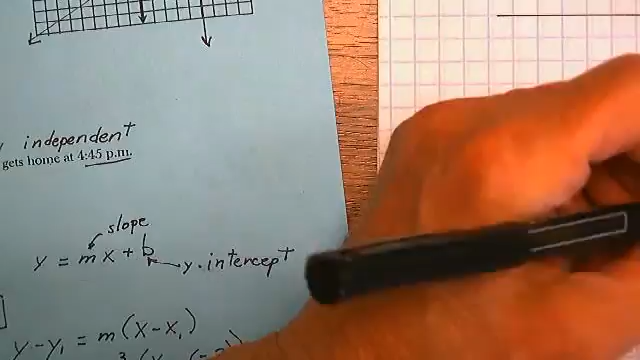 independent
gets home at 4:45 p.m.
slope
y = mx + b
y-intercept
y - y₁ = m(x - x₁)